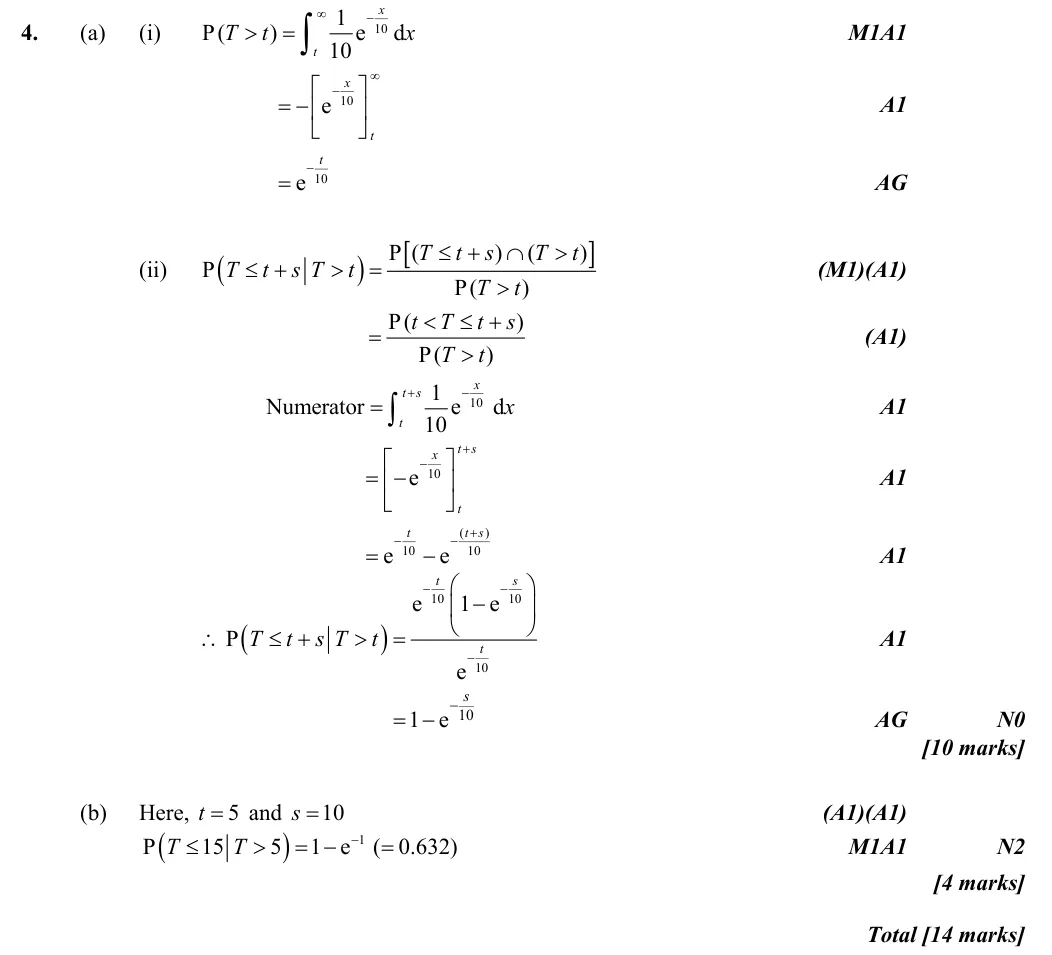 4. (a) (i) P(T > t) = ∫_t^∞ 1/10 e^{-x/10} dx M1A1
= -[e^{-x/10}]_t^∞ A1
= e^{-t/10} AG
(ii) P(T ≤ t + s | T > t) = P[(T ≤ t + s) ∩ (T > t)] / P(T > t) (M1)(A1)
= P(t < T ≤ t + s) / P(T > t) (A1)
Numerator = ∫_t^{t+s} 1/10 e^{-x/10} dx A1
= [-e^{-x/10}]_t^{t+s} A1
= e^{-t/10} - e^{-(t+s)/10} A1
∴ P(T ≤ t + s | T > t) = e^{-t/10}(1 - e^{-s/10}) / e^{-t/10} A1
= 1 - e^{-s/10} AG N0
[10 marks]
(b) Here, t = 5 and s = 10 (A1)(A1)
P(T ≤ 15 | T > 5) = 1 - e^{-1} (= 0.632) M1A1 N2
[4 marks]
Total [14 marks]